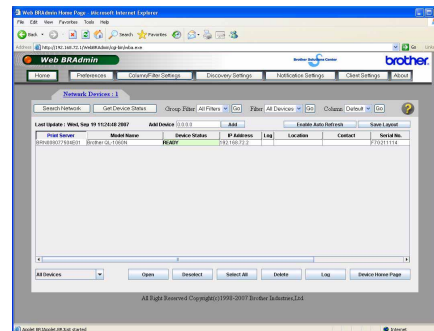 Web BRAdmin Home Page - Microsoft Internet Explorer
File Edit View Favorites Tools Help
Back Search Favorites
Address http://192.168.72.1/WebBRAdmin/cgi-bin/wba.exe Go
Web BRAdmin Brother Solutions Center brother.
Home Preferences Column/Filter Settings Discovery Settings Notification Settings Client Settings About
Network Devices : 1
Search Network Get Device Status Group Filter All Filters Go Filter All Devices Go Column Default Go
Last Update : Wed, Sep 19 11:24:48 2007 Add Device 0.0.0.0 Add Enable Auto Refresh Save Layout
Print Server Model Name Device Status IP Address Log Location Contact Serial No.
Brother QL-1060N READY 192.168.72.2 F7G211114
All Devices Open Deselect Select All Delete Log Device Home Page
All Right Reserved Copyright(c)1998-2007 Brother Industries,Ltd.
started Internet